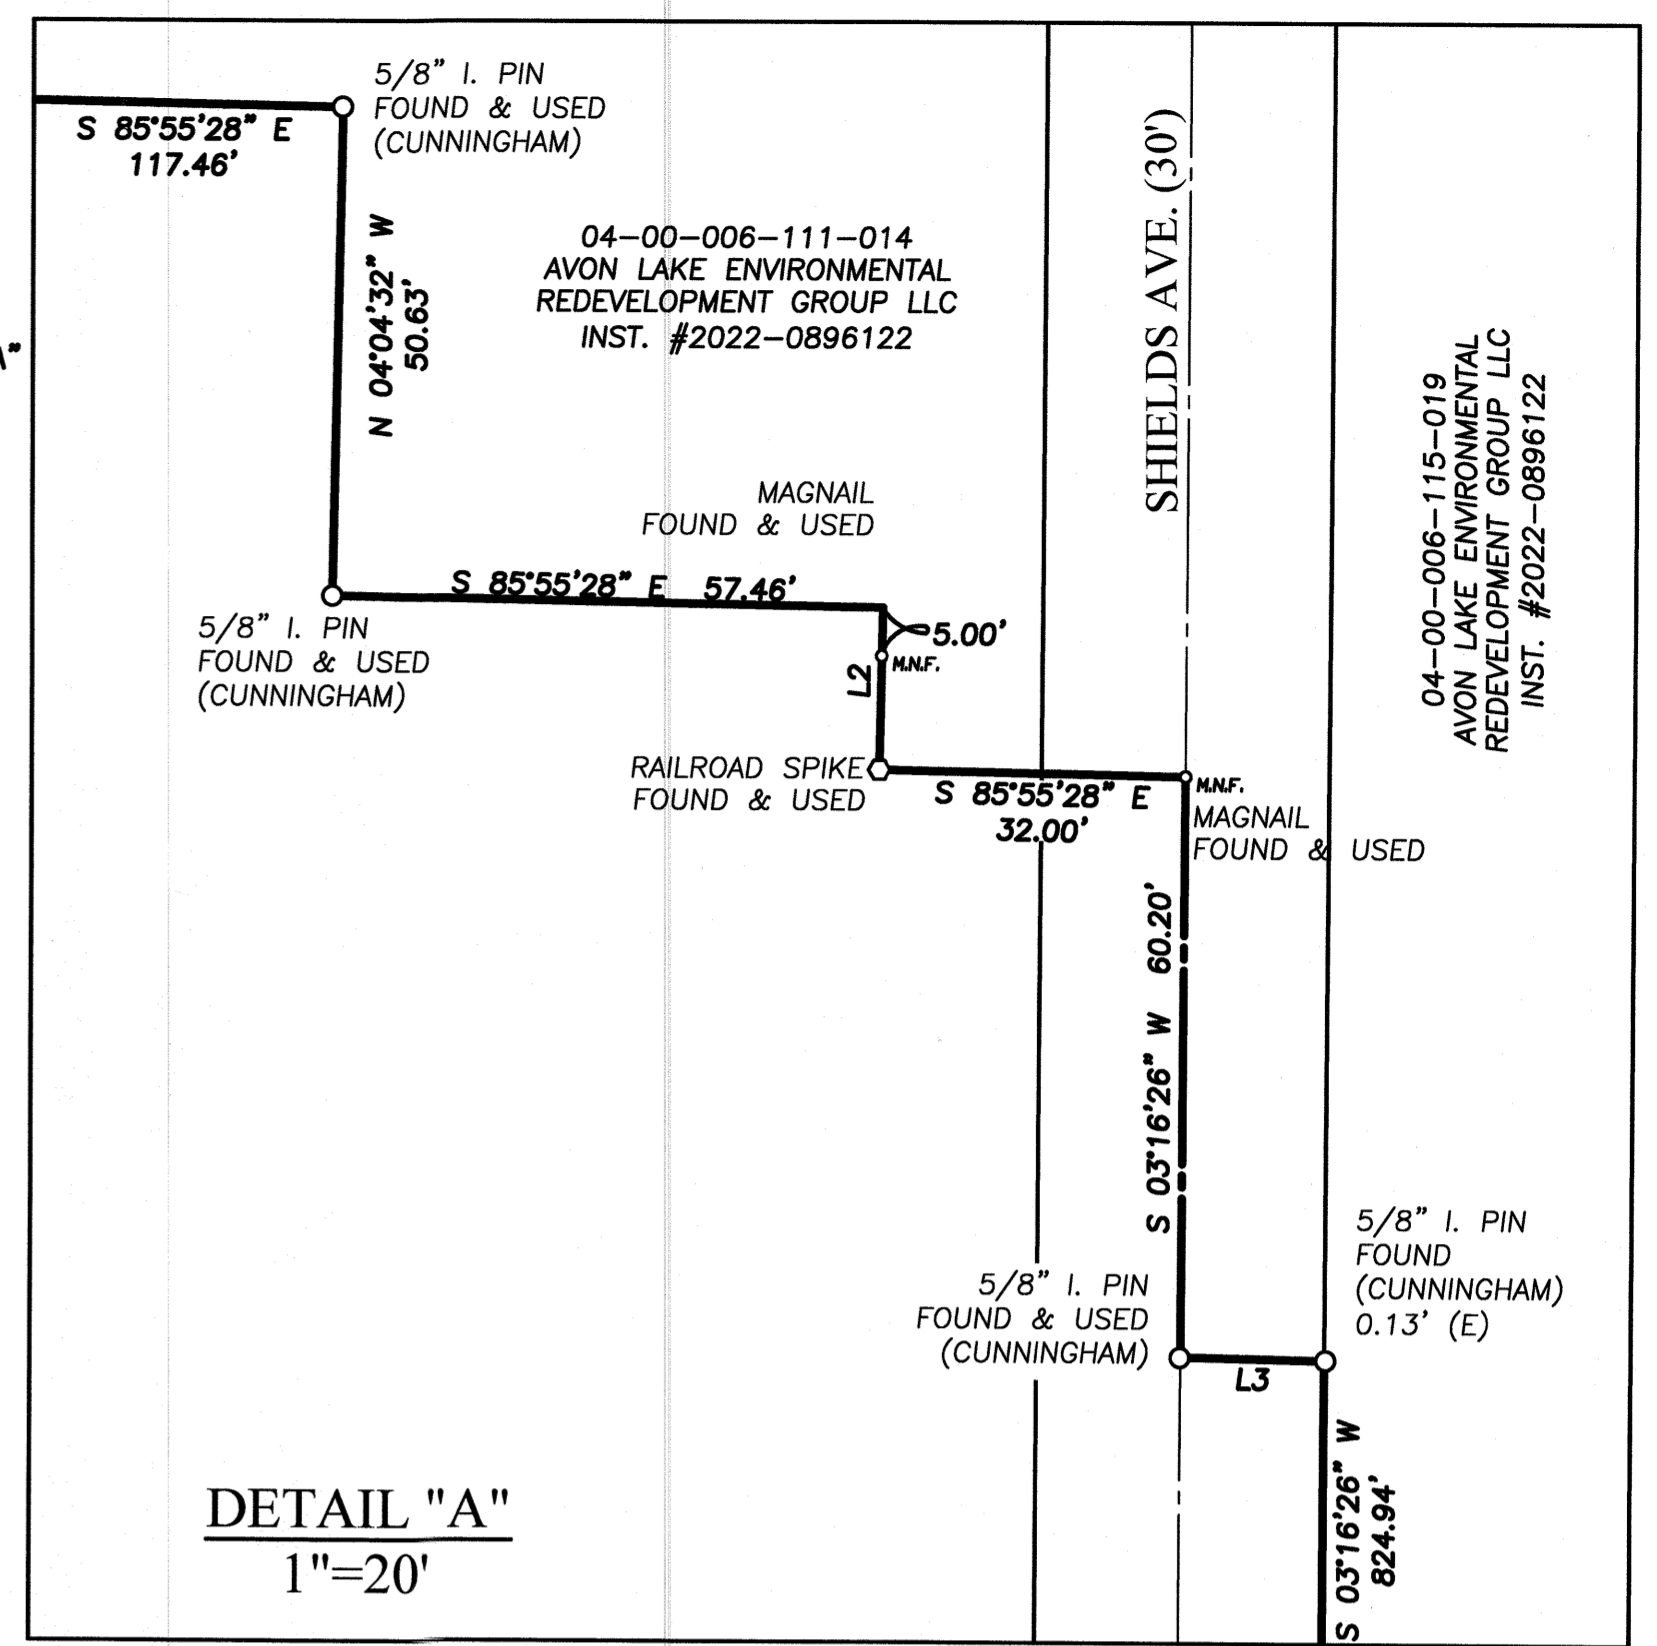 5/8" I. PIN
FOUND & USED
(CUNNINGHAM)
S 85°55'28" E
117.46'
N 04°04'32" W
50.63'
04-00-006-111-014
AVON LAKE ENVIRONMENTAL
REDEVELOPMENT GROUP LLC
INST. #2022-0896122
SHIELDS AVE. (30')
04-00-006-115-019
AVON LAKE ENVIRONMENTAL
REDEVELOPMENT GROUP LLC
INST. #2022-0896122
A"
MAGNAIL
FOUND & USED
S 85°55'28" E 57.46'
5/8" I. PIN
FOUND & USED
(CUNNINGHAM)
5.00'
M.N.F.
L2
RAILROAD SPIKE
FOUND & USED
S 85°55'28" E
32.00'
M.N.F.
MAGNAIL
FOUND & USED
S 03°16'26" W 60.20'
5/8" I. PIN
FOUND
(CUNNINGHAM)
0.13' (E)
5/8" I. PIN
FOUND & USED
(CUNNINGHAM)
L3
S 03°16'26" W
824.94'
DETAIL "A"
1"=20'